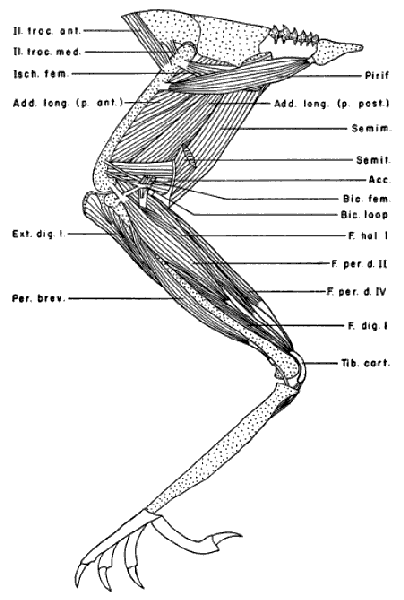 Il. troc. ant.
Il. troc. med.
Isch. fem.
Add. long. (p. ant.)
Ext. dig. l.
Per. brev.
Pirif.
Add. long. (p. post.)
Semim.
Semit.
Acc.
Bic. fem.
Bic. loop
F. hal l
F. per d. II
F. per. d. IV
F. dig. l
Tib. cart.